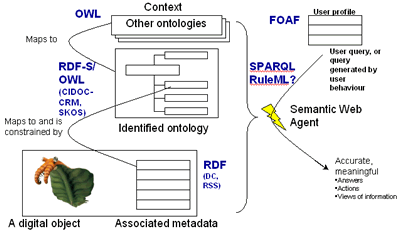 OWL
Context
Other ontologies
Maps to
RDF-S/
OWL
(CIDOC-
CRM,
SKOS)
Maps to and is
constrained by
Identified ontology
RDF
(DC,
RSS)
A digital object
Associated metadata
FOAF
User profile
User query, or
query
generated by
user
behaviour
SPARQL
RuleML?
Semantic Web
Agent
Accurate,
meaningful
•Answers
•Actions
•Views of information